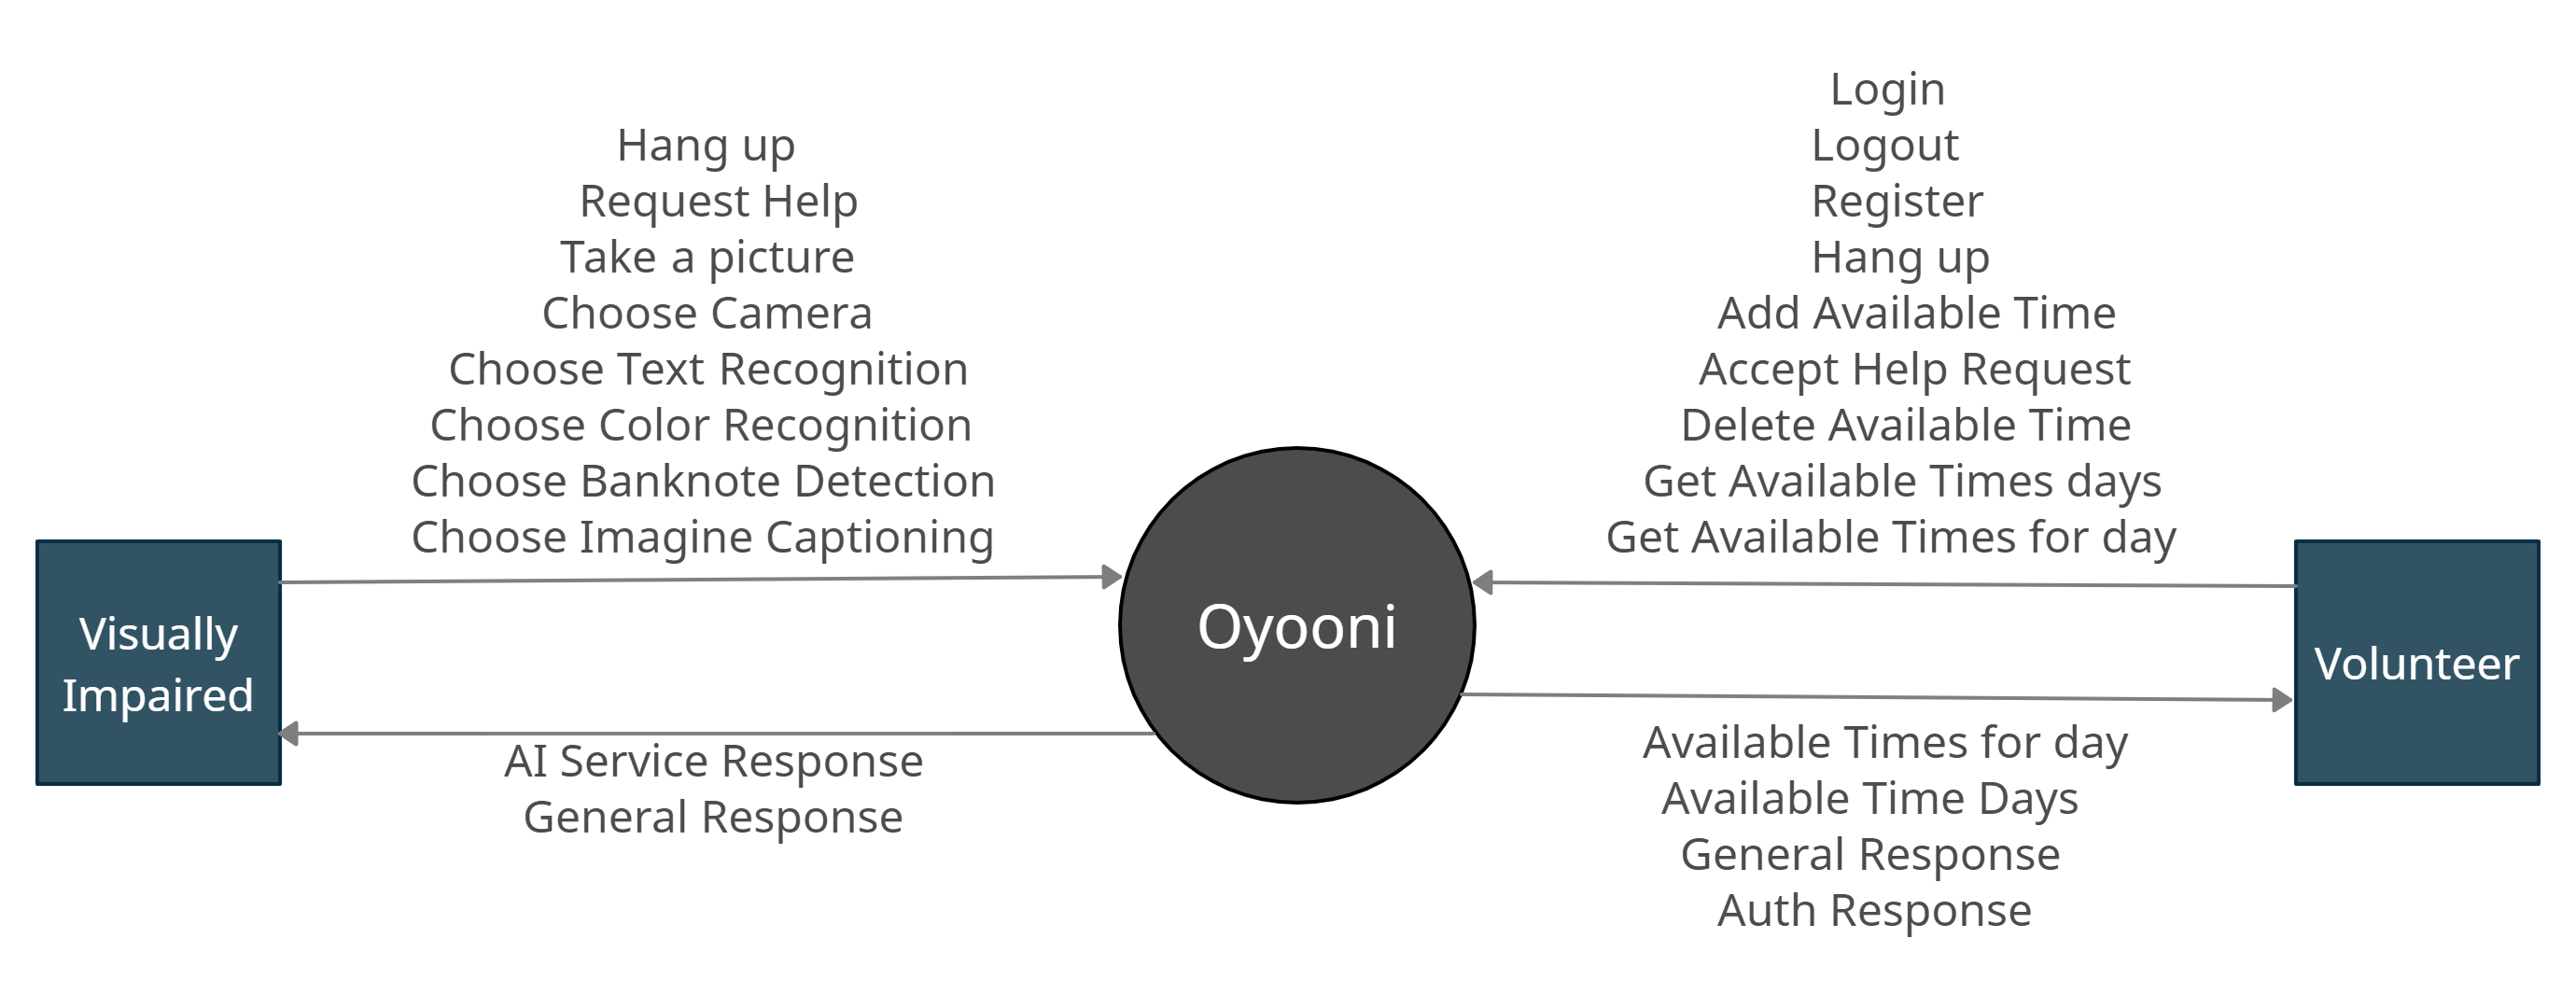 Hang up
Request Help
Take a picture
Choose Camera
Choose Text Recognition
Choose Color Recognition
Choose Banknote Detection
Choose Imagine Captioning
Visually
Impaired
AI Service Response
General Response
Oyooni
Login
Logout
Register
Hang up
Add Available Time
Accept Help Request
Delete Available Time
Get Available Times days
Get Available Times for day
Volunteer
Available Times for day
Available Time Days
General Response
Auth Response